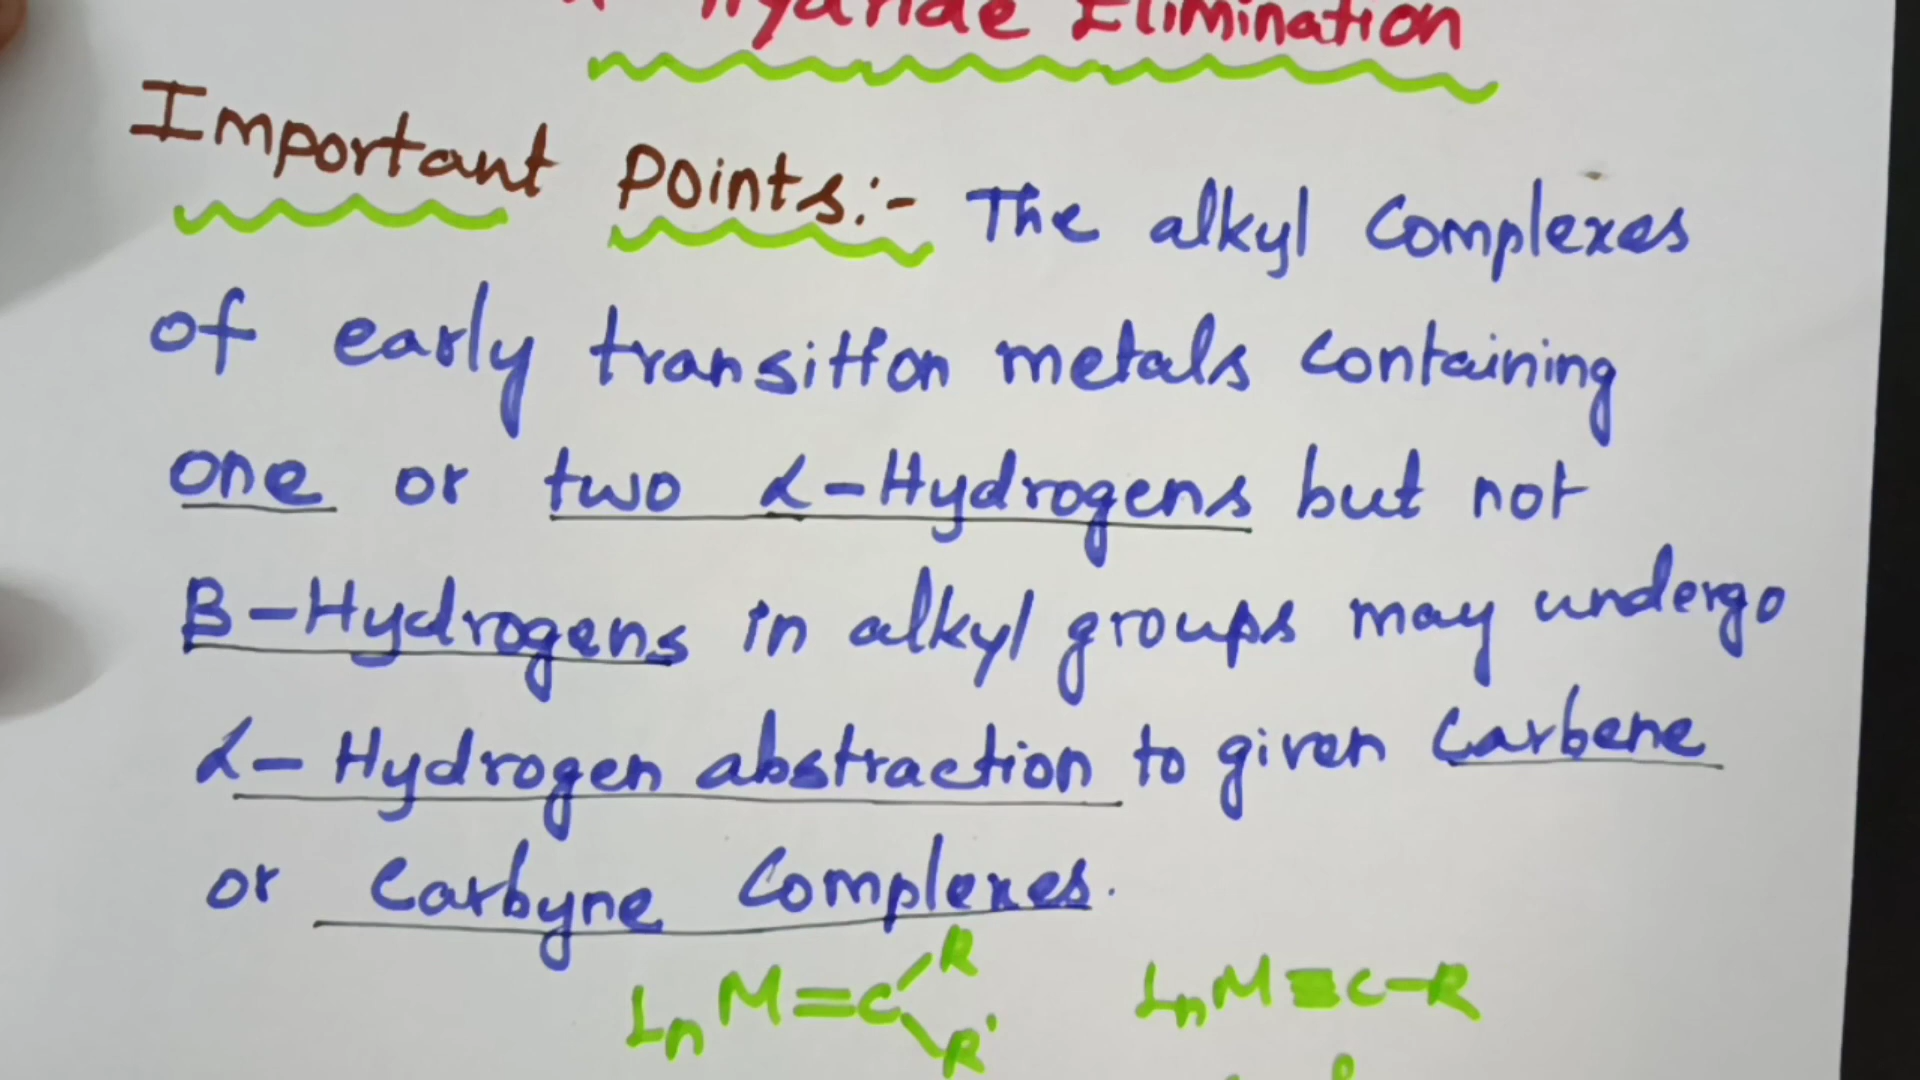 Hydride Elimination
Important Points:- The alkyl Complexes
of early transition metals containing
one or two α-Hydrogens but not
β-Hydrogens in alkyl groups may undergo
α-Hydrogen abstraction to given Carbene
or Carbyne Complexes.
LnM=C R R' LnM≡C-R